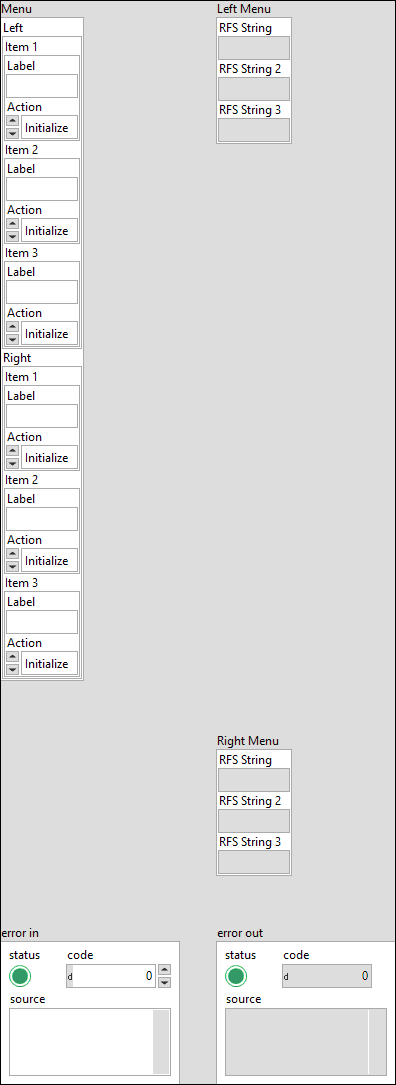 Menu
Left
Item 1
Label
Action
Initialize
Item 2
Label
Action
Initialize
Item 3
Label
Action
Initialize
Right
Item 1
Label
Action
Initialize
Item 2
Label
Action
Initialize
Item 3
Label
Action
Initialize
Left Menu
RFS String
RFS String 2
RFS String 3
Right Menu
RFS String
RFS String 2
RFS String 3
error in
status code
d 0
source
error out
status code
d 0
source